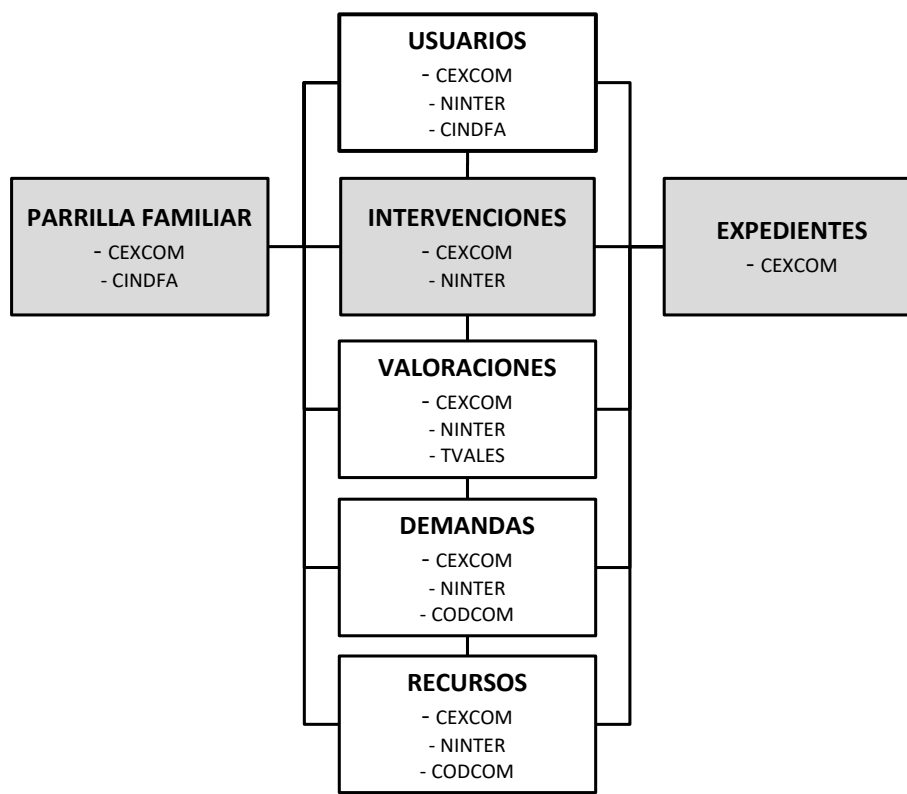 USUARIOS
- CEXCOM
- NINTER
- CINDFA
PARRILLA FAMILIAR
- CEXCOM
- CINDFA
INTERVENCIONES
- CEXCOM
- NINTER
EXPEDIENTES
- CEXCOM
VALORACIONES
- CEXCOM
- NINTER
- TVALES
DEMANDAS
- CEXCOM
- NINTER
- CODCOM
RECURSOS
- CEXCOM
- NINTER
- CODCOM